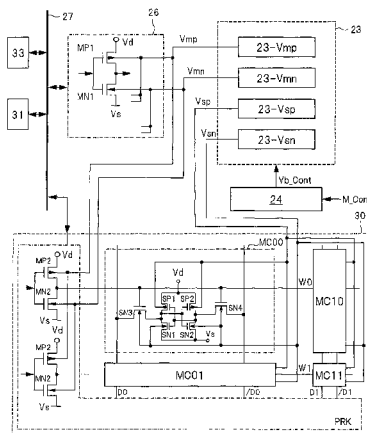 27
26
23
33
31
MP1
Vd
MN1
Vs
Vmp
Vmn
Vsp
Vsn
23-Vmp
23-Vmn
23-Vsp
23-Vsn
Vb_Cont
24
M_Con
30
MP2
Vd
MN2
Vs
Vd
MP2
MN2
Vs
MC00
Vd
SP1
SP2
SN3
SN4
SN1
SN2
Vs
W0
MC10
MC01
W1
MC11
D0
/D0
D1
/D1
PRK